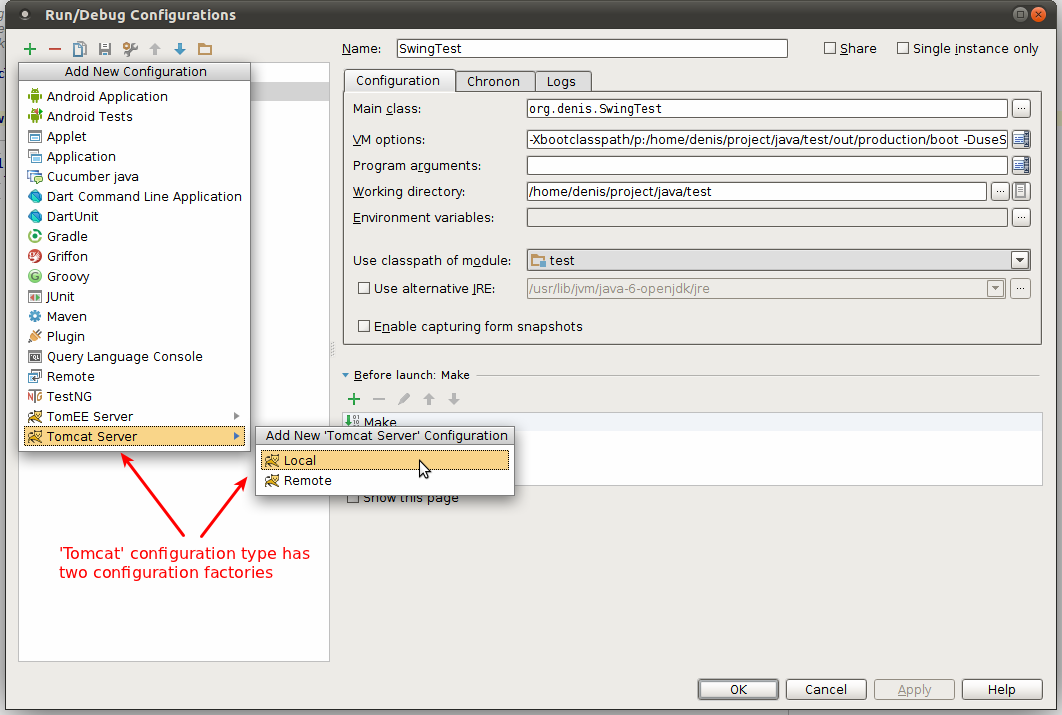 Run/Debug Configurations
Name: SwingTest Share Single instance only
Add New Configuration
Android Application
Android Tests
Applet
Application
Cucumber java
Dart Command Line Application
DartUnit
Gradle
Griffon
Groovy
JUnit
Maven
Plugin
Query Language Console
Remote
TestNG
TomEE Server
Tomcat Server
Configuration Chronon Logs
Main class: org.denis.SwingTest ...
VM options: -Xbootclasspath/p:/home/denis/project/java/test/out/production/boot -DuseS
Program arguments:
Working directory: /home/denis/project/java/test ...
Environment variables: ...
Use classpath of module: test
Use alternative JRE: /usr/lib/jvm/java-6-openjdk/jre ...
Enable capturing form snapshots
Before launch: Make
Make
Add New 'Tomcat Server' Configuration
Local
Remote
Show this page
'Tomcat' configuration type has
two configuration factories
OK Cancel Apply Help